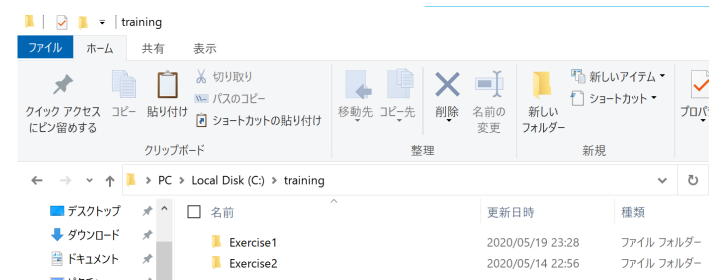 training
ファイル ホーム 共有 表示
クイック アクセス
にピン留めする
コピー
貼り付け
切り取り
パスのコピー
ショートカットの貼り付け
クリップボード
移動先
コピー先
削除
名前の
変更
整理
新しい
フォルダー
新しいアイテム
ショートカット
新規
PC > Local Disk (C:) > training
デスクトップ
ダウンロード
ドキュメント
名前 更新日時 種類
Exercise1 2020/05/19 23:28 ファイル フォルダー
Exercise2 2020/05/14 22:56 ファイル フォルダー